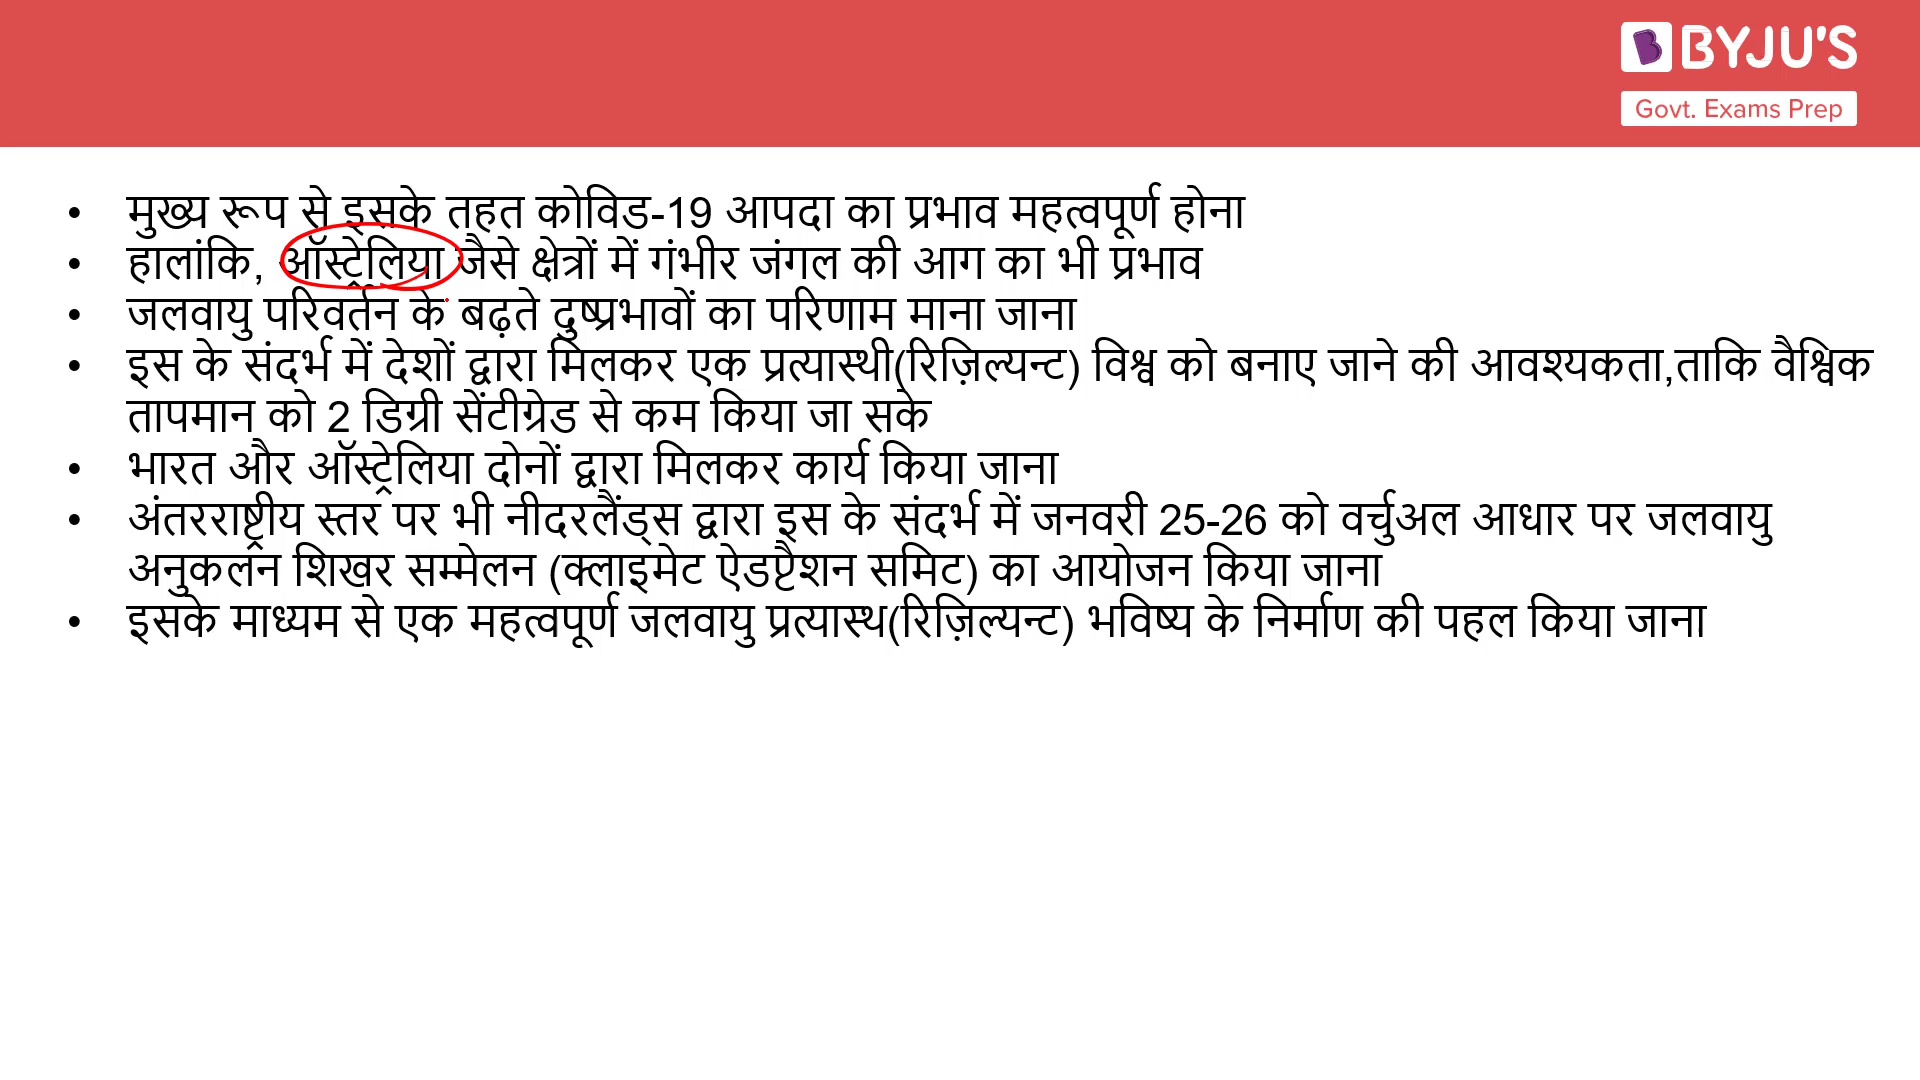 BYJU'S
Govt. Exams Prep
• मुख्य रूप से इसके तहत कोविड-19 आपदा का प्रभाव महत्वपूर्ण होना
• हालांकि, ऑस्ट्रेलिया जैसे क्षेत्रों में गंभीर जंगल की आग का भी प्रभाव
• जलवायु परिवर्तन के बढ़ते दुष्प्रभावों का परिणाम माना जाना
• इस के संदर्भ में देशों द्वारा मिलकर एक प्रत्यास्थी(रिज़िल्यन्ट) विश्व को बनाए जाने की आवश्यकता,ताकि वैश्विक
तापमान को 2 डिग्री सेंटीग्रेड से कम किया जा सके
• भारत और ऑस्ट्रेलिया दोनों द्वारा मिलकर कार्य किया जाना
• अंतरराष्ट्रीय स्तर पर भी नीदरलैंड्स द्वारा इस के संदर्भ में जनवरी 25-26 को वर्चुअल आधार पर जलवायु
अनुकलन शिखर सम्मेलन (क्लाइमेट ऐडप्टैशन समिट) का आयोजन किया जाना
• इसके माध्यम से एक महत्वपूर्ण जलवायु प्रत्यास्थ(रिज़िल्यन्ट) भविष्य के निर्माण की पहल किया जाना